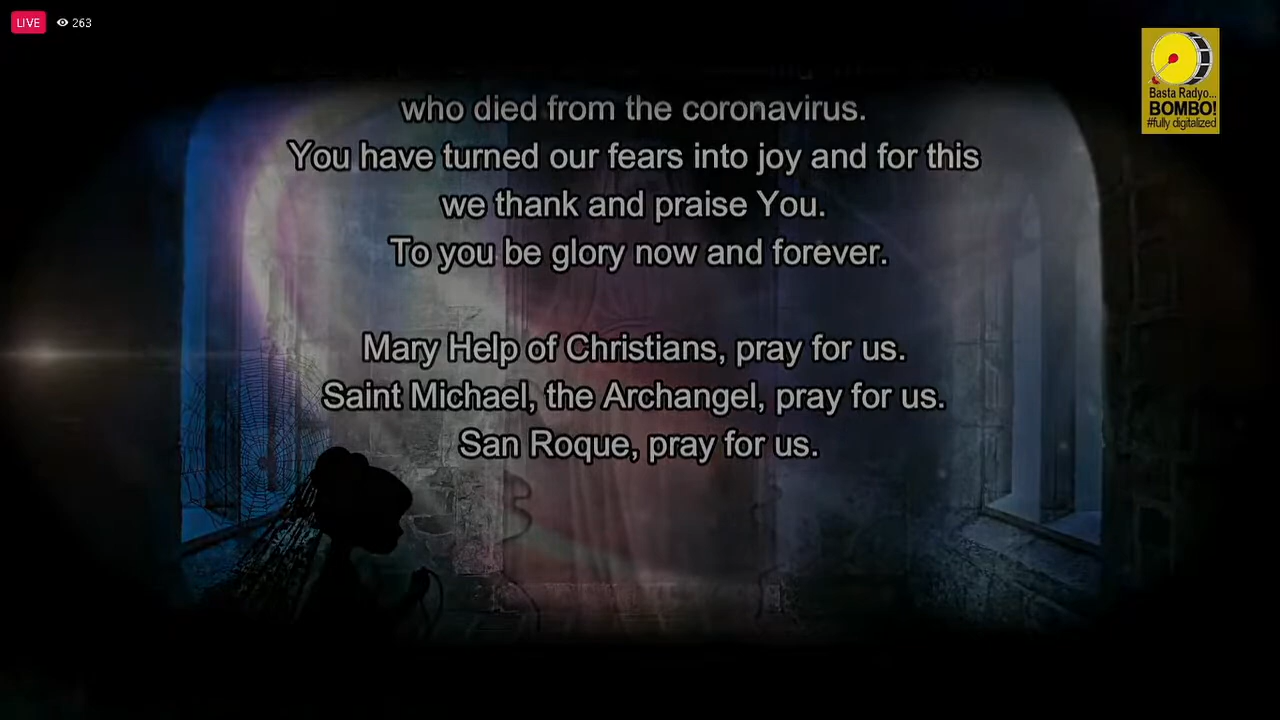 LIVE 263
who died from the coronavirus.
You have turned our fears into joy and for this
we thank and praise You.
To you be glory now and forever.
Mary Help of Christians, pray for us.
Saint Michael, the Archangel, pray for us.
San Roque, pray for us.
Basta Radyo...
BOMBO!
#fully digitalized